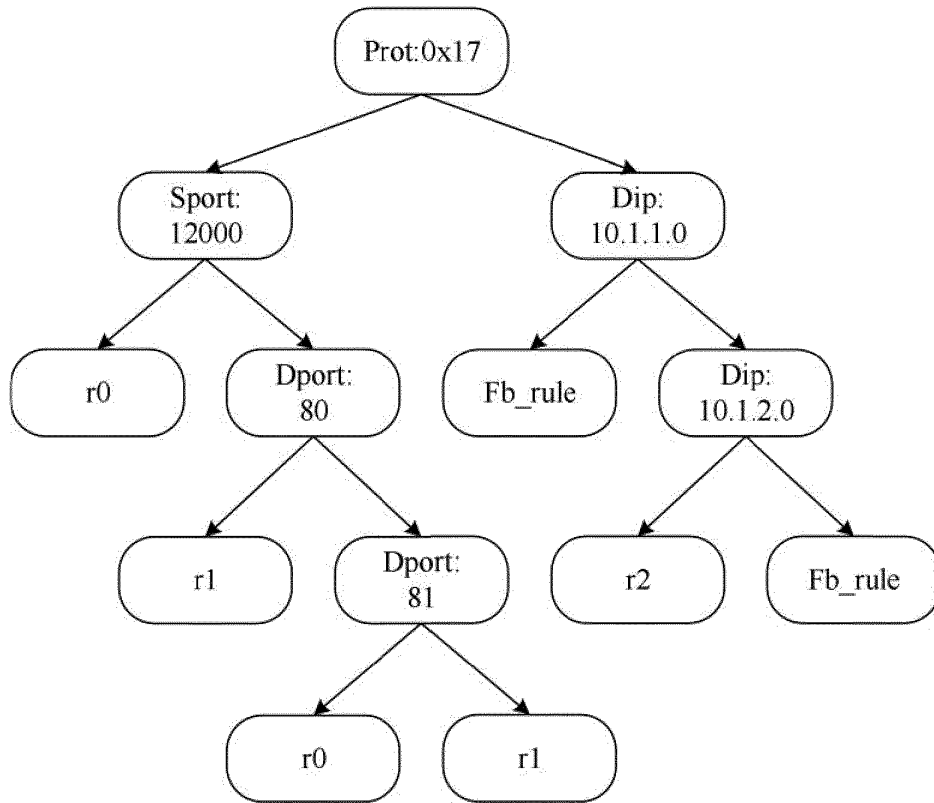 Prot:0x17
Sport:
12000
Dip:
10.1.1.0
r0
Dport:
80
Fb_rule
Dip:
10.1.2.0
r1
Dport:
81
r2
Fb_rule
r0
r1